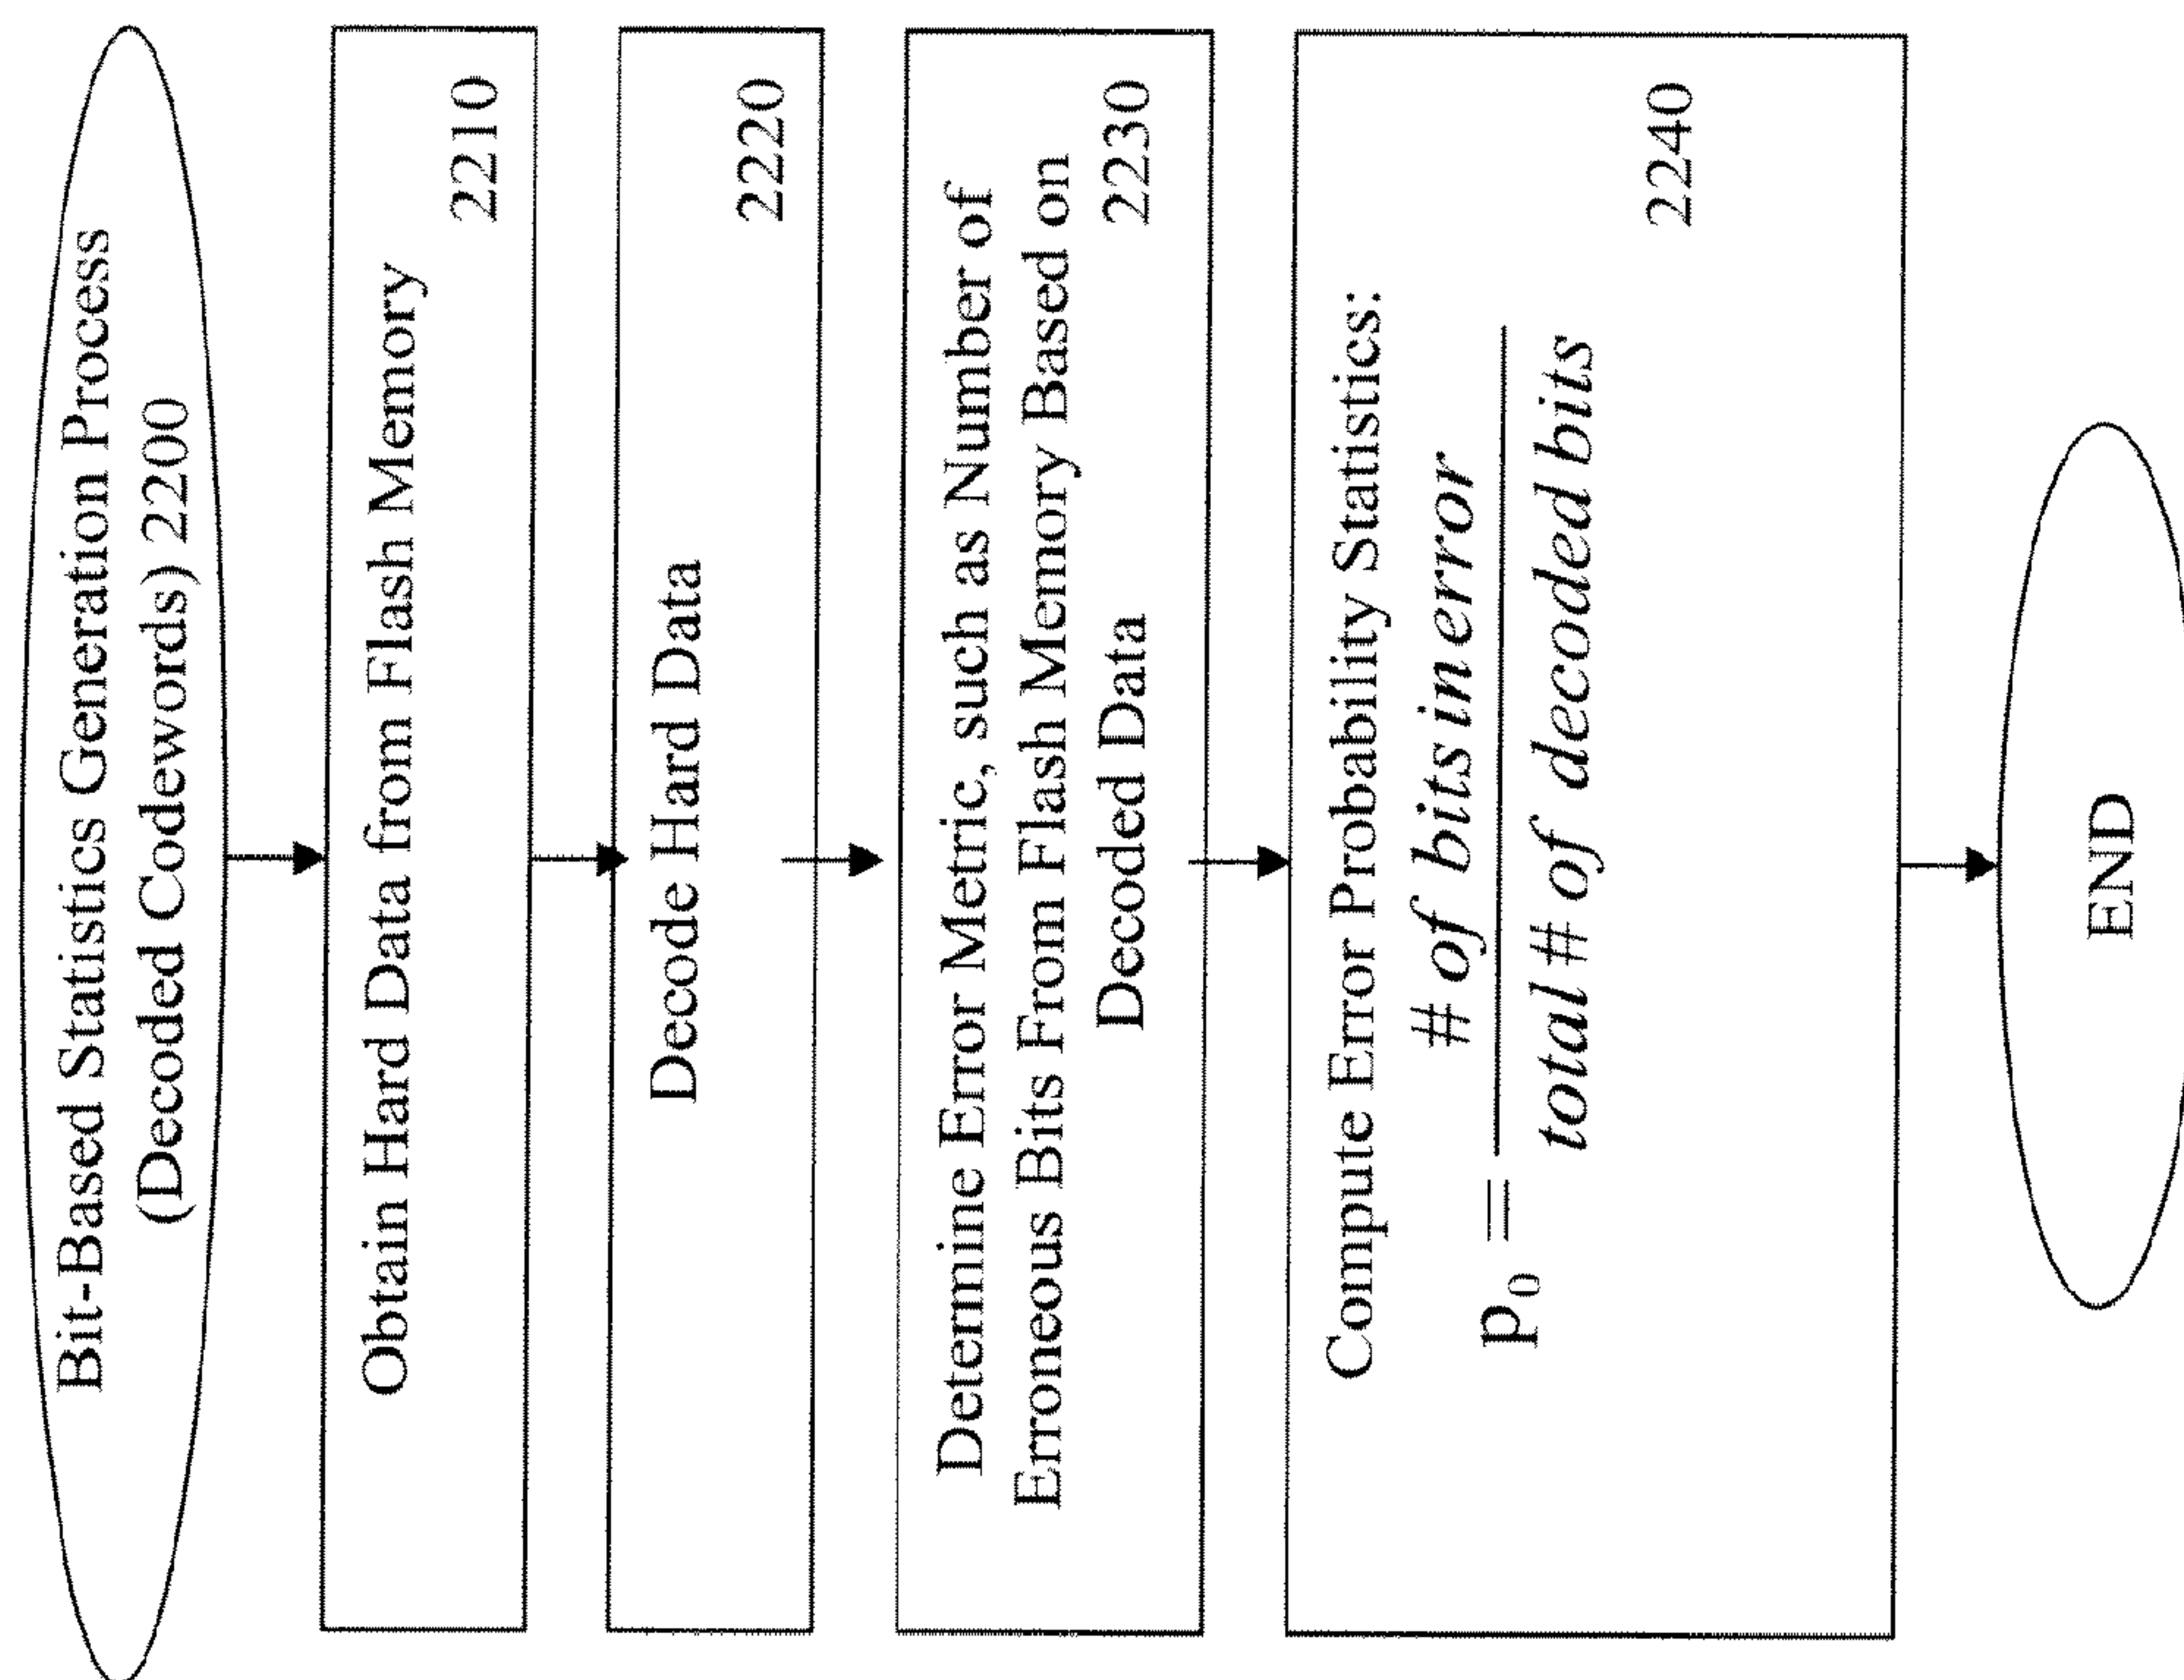 Bit-Based Statistics Generation Process
(Decoded Codewords) 2200
Obtain Hard Data from Flash Memory
2210
Decode Hard Data
2220
Determine Error Metric, such as Number of
Erroneous Bits From Flash Memory Based on
Decoded Data 2230
Compute Error Probability Statistics:
# of bits in error
p₀ =
total # of decoded bits
2240
END